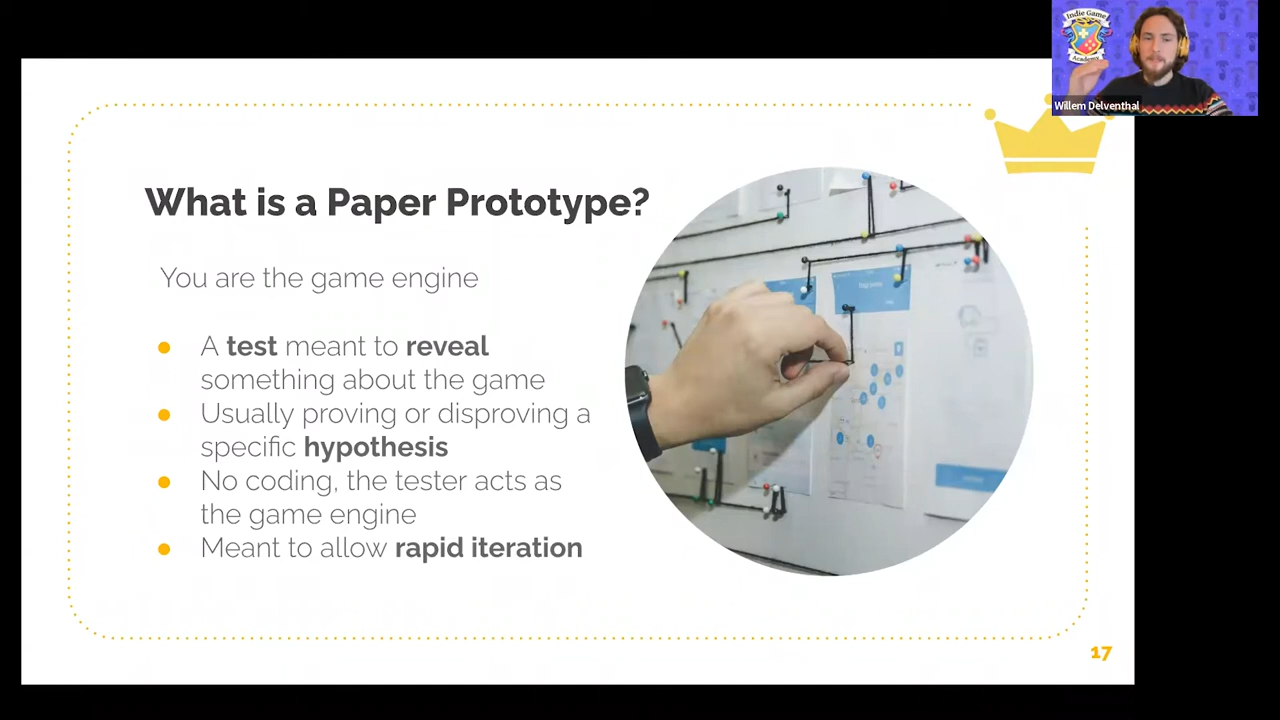 Indie Game
Academy
Willem Delventhal
What is a Paper Prototype?
You are the game engine
● A test meant to reveal
something about the game
● Usually proving or disproving a
specific hypothesis
● No coding, the tester acts as
the game engine
● Meant to allow rapid iteration
17